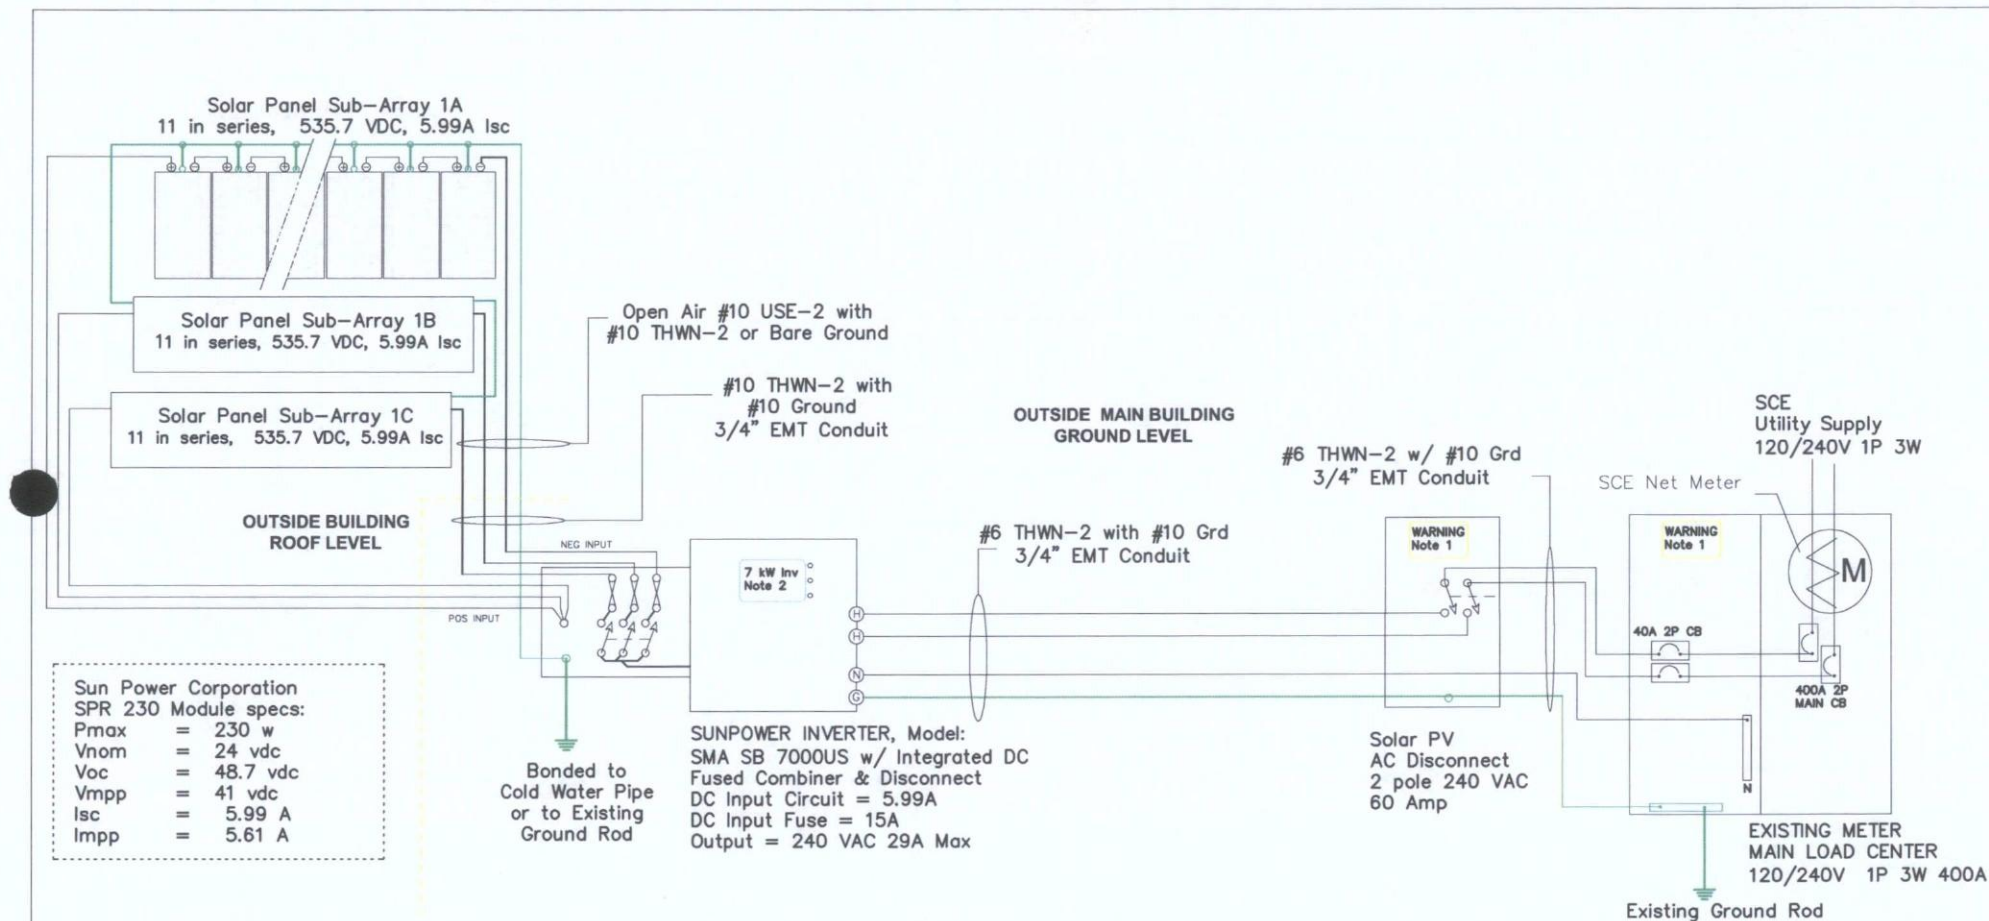 Solar Panel Sub-Array 1A
11 in series, 535.7 VDC, 5.99A Isc
Solar Panel Sub-Array 1B
11 in series, 535.7 VDC, 5.99A Isc
Solar Panel Sub-Array 1C
11 in series, 535.7 VDC, 5.99A Isc
Open Air #10 USE-2 with
#10 THWN-2 or Bare Ground
#10 THWN-2 with
#10 Ground
3/4" EMT Conduit
OUTSIDE BUILDING
ROOF LEVEL
OUTSIDE MAIN BUILDING
GROUND LEVEL
NEG INPUT
POS INPUT
7 kW Inv
Note 2
H
H
N
G
#6 THWN-2 with #10 Grd
3/4" EMT Conduit
#6 THWN-2 w/ #10 Grd
3/4" EMT Conduit
WARNING
Note 1
SCE
Utility Supply
120/240V 1P 3W
SCE Net Meter
WARNING
Note 1
M
40A 2P CB
400A 2P
MAIN CB
N
Sun Power Corporation
SPR 230 Module specs:
Pmax = 230 w
Vnom = 24 vdc
Voc = 48.7 vdc
Vmpp = 41 vdc
Isc = 5.99 A
Impp = 5.61 A
Bonded to
Cold Water Pipe
or to Existing
Ground Rod
SUNPOWER INVERTER, Model:
SMA SB 7000US w/ Integrated DC
Fused Combiner & Disconnect
DC Input Circuit = 5.99A
DC Input Fuse = 15A
Output = 240 VAC 29A Max
Solar PV
AC Disconnect
2 pole 240 VAC
60 Amp
EXISTING METER
MAIN LOAD CENTER
120/240V 1P 3W 400A
Existing Ground Rod